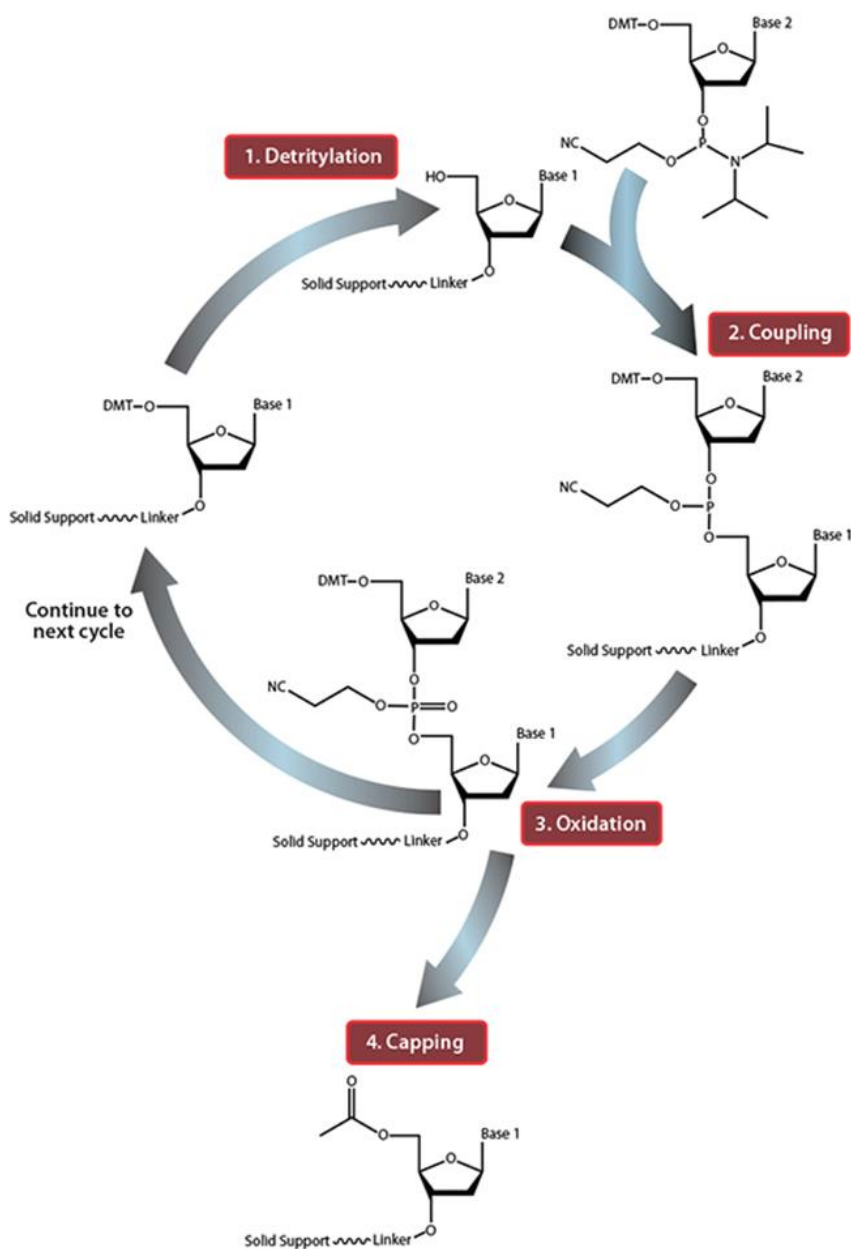 DMT–O
Base 2
O
O
NC
O
P
N
1. Detritylation
HO
Base 1
O
O
Solid Support
Linker
2. Coupling
DMT–O
Base 2
O
O
NC
O
P
O
Base 1
O
O
Solid Support
Linker
DMT–O
Base 1
O
O
Solid Support
Linker
Continue to
next cycle
DMT–O
Base 2
O
O
NC
O
P
O
O
Base 1
O
O
Solid Support
Linker
3. Oxidation
4. Capping
O
O
Base 1
O
O
Solid Support
Linker